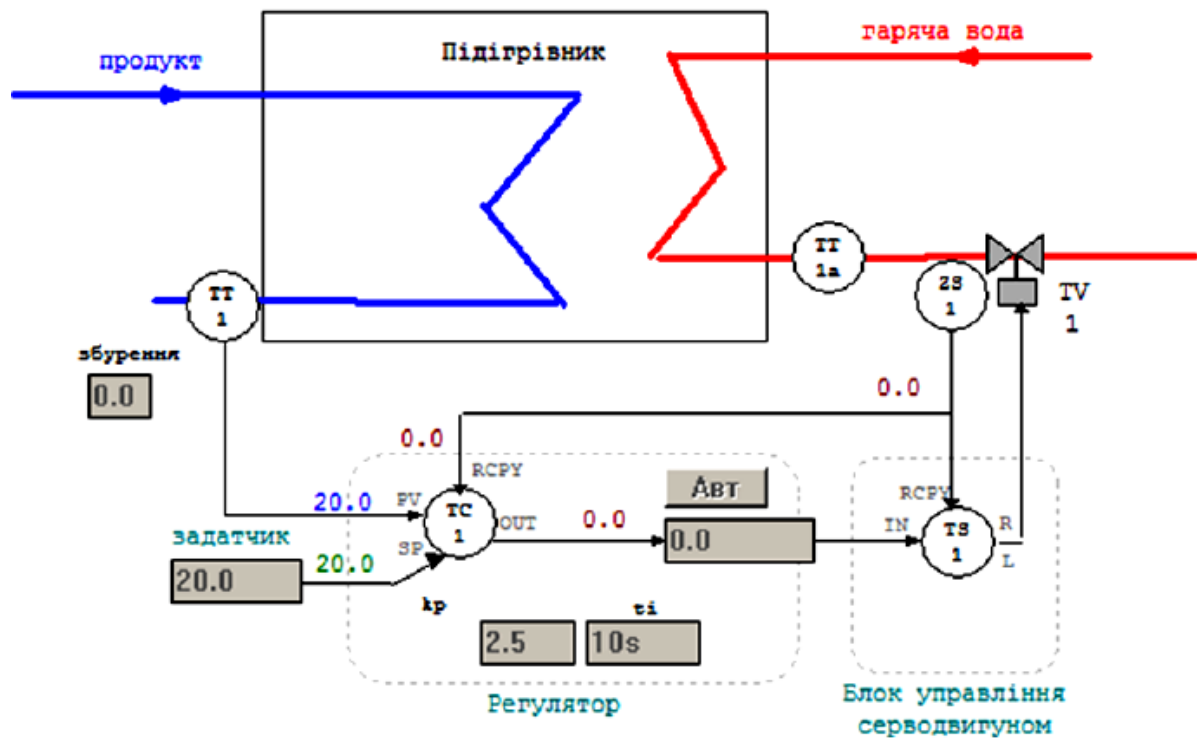 гаряча вода
Підігрівник
продукт
TT
1a
TT
1
ZS
1
TV
1
збурення
0.0
0.0
0.0
RCPY
Авт
RCPY
20.0
PV
TC
1
OUT
0.0
0.0
IN
TS
1
R
L
задатчик
SP
20.0
20.0
kp
ti
2.5
10s
Регулятор
Блок управління
серводвигуном